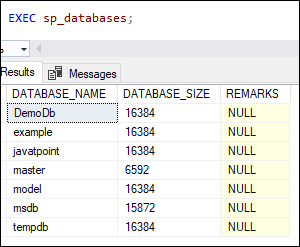 EXEC sp_databases;
Results Messages
DATABASE_NAME DATABASE_SIZE REMARKS
DemoDb 16384 NULL
example 16384 NULL
javatpoint 16384 NULL
master 6592 NULL
model 16384 NULL
msdb 15872 NULL
tempdb 16384 NULL